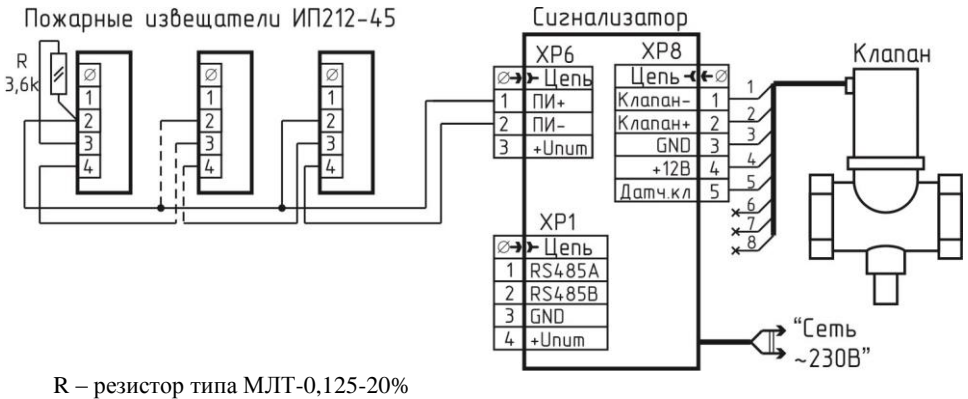 Пожарные извещатели ИП212-45
Сигнализатор
R
3,6k
∅
1
2
3
4
∅
1
2
3
4
∅
1
2
3
4
XP6
∅ Цепь
1 ПИ+
2 ПИ-
3 +Uпит
XP8
Цепь ∅
Клапан- 1
Клапан+ 2
GND 3
+12В 4
Датч.кл 5
1
2
3
4
5
6
7
8
Клапан
XP1
∅ Цепь
1 RS485A
2 RS485B
3 GND
4 +Uпит
“Сеть
~230В”
R – резистор типа МЛТ-0,125-20%